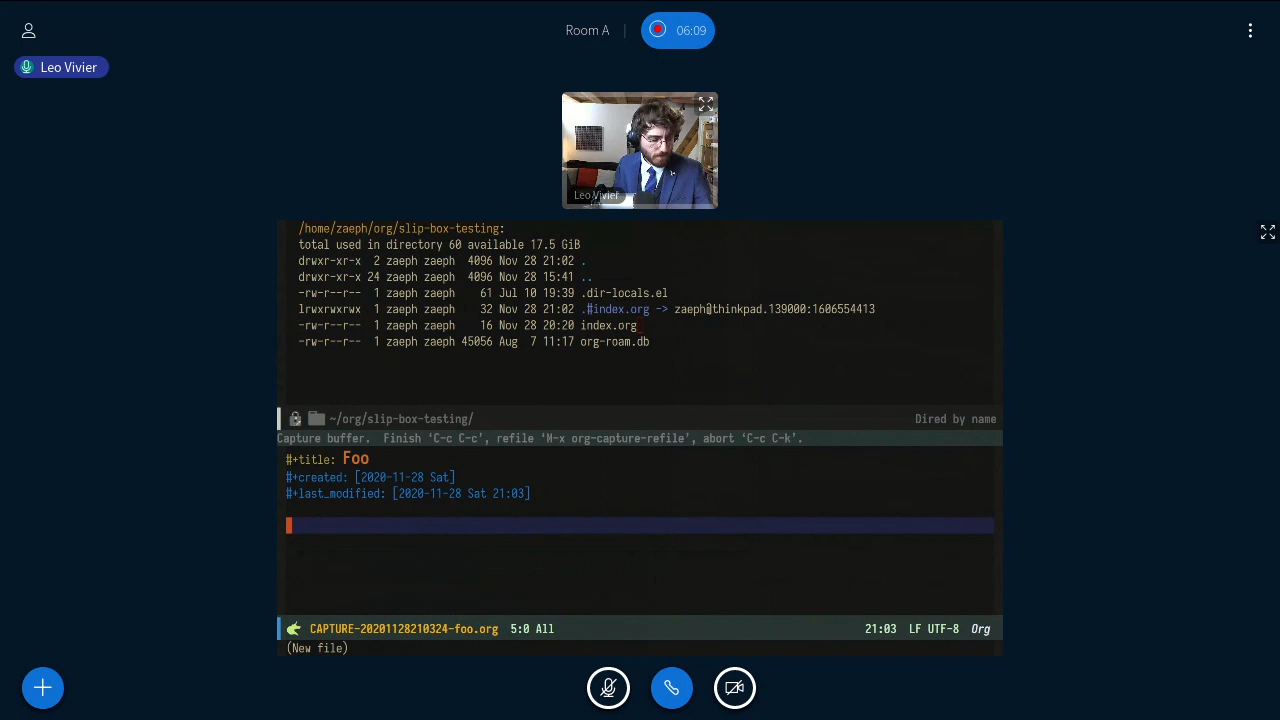 Room A
06:09
Leo Vivier
Leo Vivier
/home/zaeph/org/slip-box-testing:
total used in directory 60 available 17.5 GiB
drwxr-xr-x  2 zaeph zaeph  4096 Nov 28 21:02 .
drwxr-xr-x 24 zaeph zaeph  4096 Nov 28 15:41 ..
-rw-r--r--  1 zaeph zaeph    61 Jul 10 19:39 .dir-locals.el
lrwxrwxrwx  1 zaeph zaeph    32 Nov 28 21:02 .#index.org -> zaeph@thinkpad.139000:1606554413
-rw-r--r--  1 zaeph zaeph    16 Nov 28 20:20 index.org
-rw-r--r--  1 zaeph zaeph 45056 Aug  7 11:17 org-roam.db
~/org/slip-box-testing/ Dired by name
Capture buffer.  Finish ‘C-c C-c’, refile ‘M-x org-capture-refile’, abort ‘C-c C-k’.
#+title: Foo
#+created: [2020-11-28 Sat]
#+last_modified: [2020-11-28 Sat 21:03]
CAPTURE-20201128210324-foo.org 5:0 All 21:03 LF UTF-8 Org
(New file)